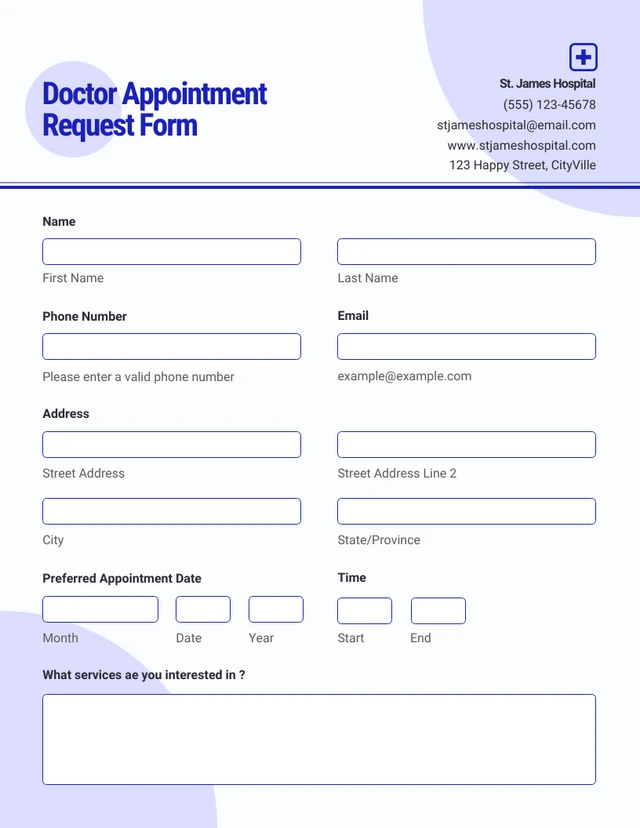 Doctor Appointment
Request Form
St. James Hospital
(555) 123-45678
stjameshospital@email.com
www.stjameshospital.com
123 Happy Street, CityVille
Name
First Name
Last Name
Phone Number
Email
Please enter a valid phone number
example@example.com
Address
Street Address
Street Address Line 2
City
State/Province
Preferred Appointment Date
Time
Month
Date
Year
Start
End
What services ae you interested in ?